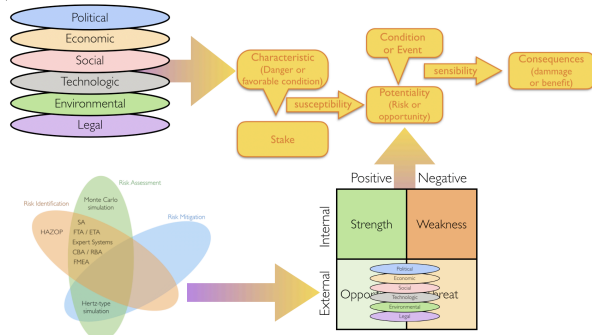 Political
Economic
Social
Technologic
Environmental
Legal
Characteristic
(Danger or
favorable condition)
susceptibility
Stake
Condition
or Event
Potentiality
(Risk or
opportunity)
sensibility
Consequences
(dammage
or benefit)
Risk Assessment
Risk Identification
Risk Mitigation
Monte Carlo
simulation
HAZOP
SA
FTA / ETA
Expert Systems
CBA / RBA
FMEA
Hertz-type
simulation
Positive Negative
Internal
External
Strength
Weakness
Political
Economic
Social
Technologic
Environmental
Legal